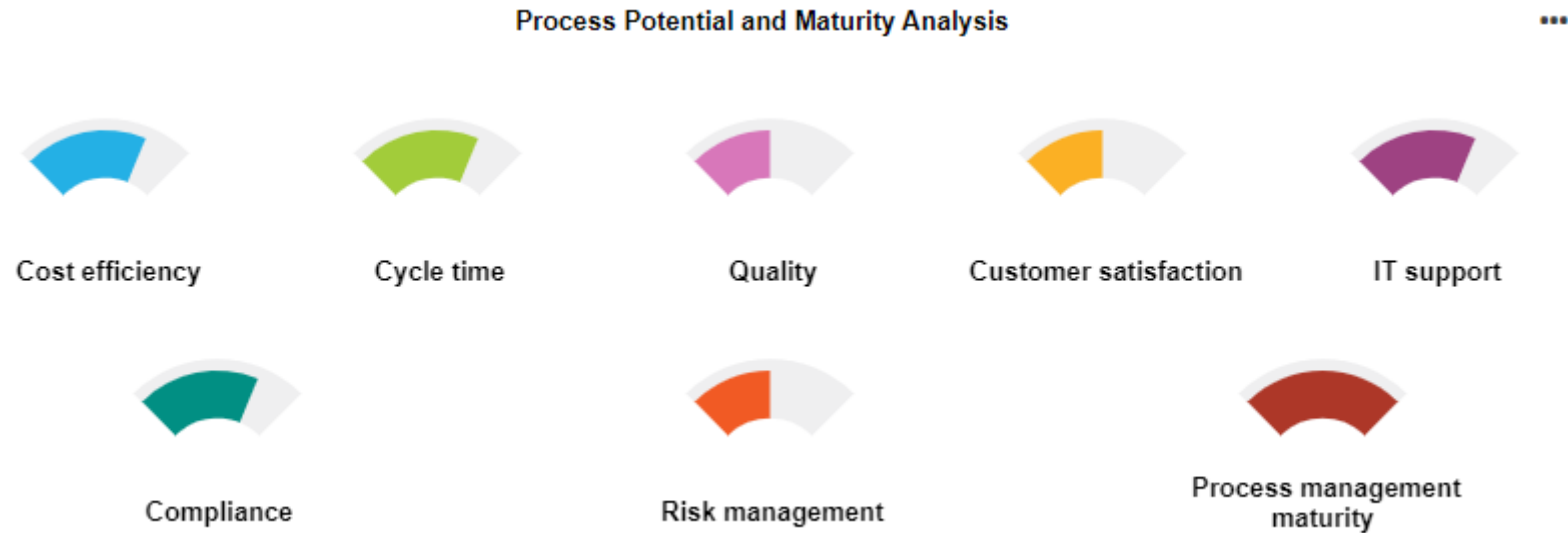 Process Potential and Maturity Analysis
Cost efficiency
Cycle time
Quality
Customer satisfaction
IT support
Compliance
Risk management
Process management
maturity